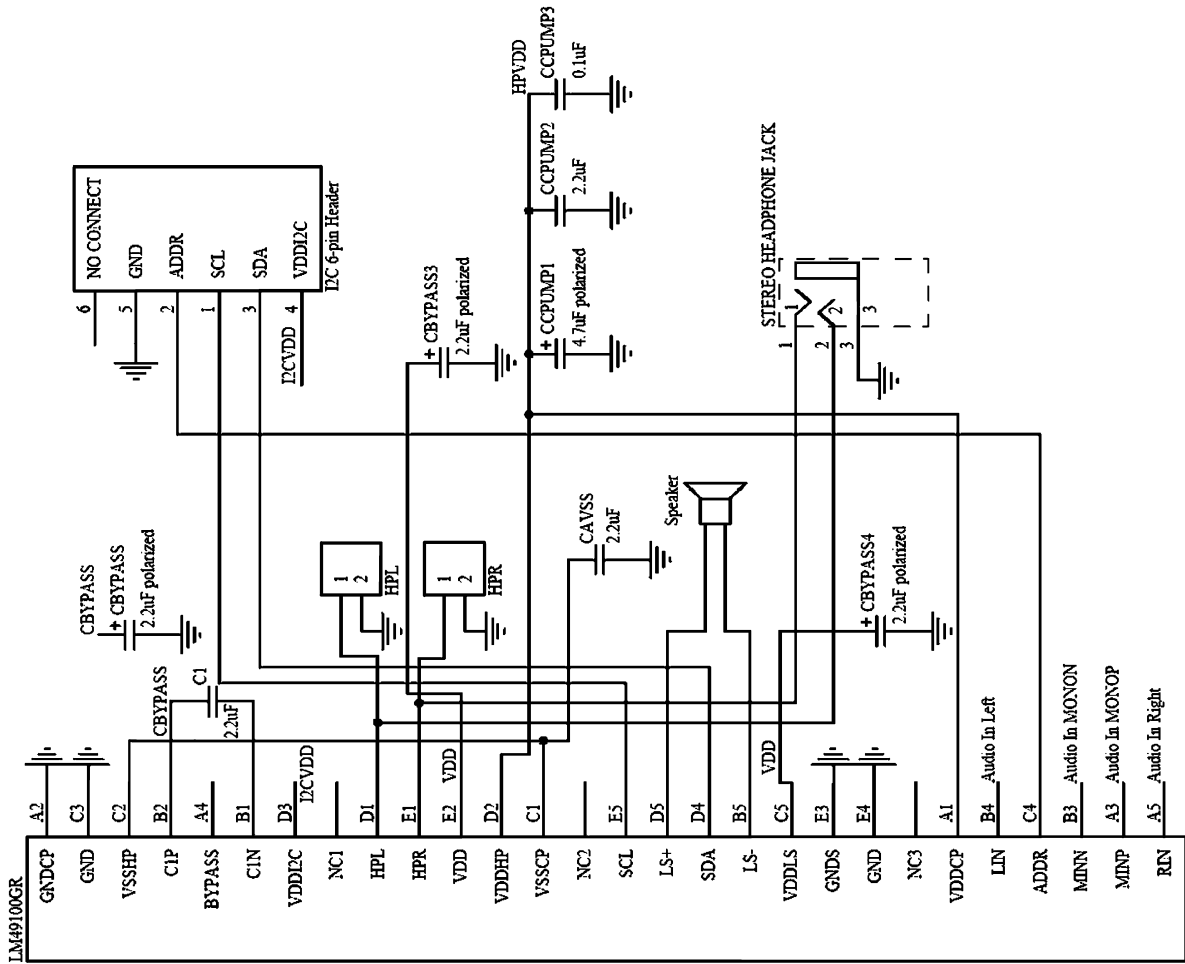 LM49100GR
GNDCP A2
GND C3
VSSHP C2
C1P B2
BYPASS A4
C1N B1
VDDI2C D3
NC1
HPL D1
HPR E1
VDD E2
VDDHP D2
VSSCP C1
NC2
SCL E5
LS+ D5
SDA D4
LS- B5
VDDLS C5
GNDS E3
GND E4
NC3
VDDCP A1
LIN B4 Audio In Left
ADDR C4
MINN B3 Audio In MONON
MINP A3 Audio In MONOP
RIN A5 Audio In Right
CBYPASS
C1
2.2uF
I2CVDD
VDD
VDD
CBYPASS
+ CBYPASS
2.2uF polarized
1
2
HPL
1
2
HPR
CAVSS
2.2uF
Speaker
+ CBYPASS4
2.2uF polarized
6 NO CONNECT
5 GND
2 ADDR
1 SCL
3 SDA
4 VDDI2C
I2CVDD
I2C 6-pin Header
+ CBYPASS3
2.2uF polarized
+ CCPUMP1
4.7uF polarized
CCPUMP2
2.2uF
HPVDD
CCPUMP3
0.1uF
STEREO HEADPHONE JACK
1 1
2 2
3 3